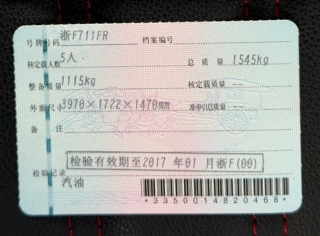 号牌号码 浙F711FR 档案编号
核定载人数 5人 总质量 1545kg
整备质量 1115kg 核定载质量 --
外廓尺寸 3970×1722×1470mm 准牵引总质量 --
备注
检验有效期至2017 年01 月浙F(00)
检验记录
汽油
*3350014820468*